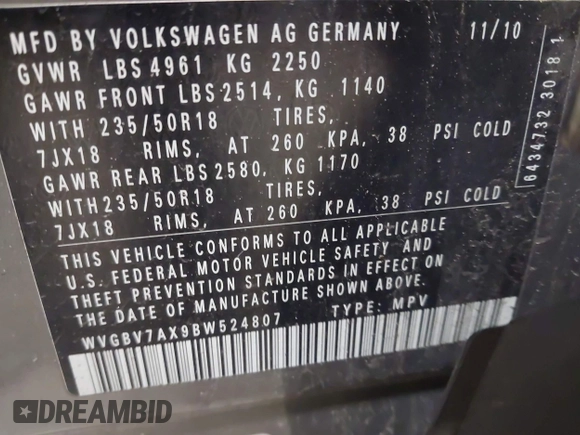 MFD BY VOLKSWAGEN AG GERMANY 11/10
GVWR LBS 4961 KG 2250
GAWR FRONT LBS 2514, KG 1140
WITH 235/50R18 TIRES,
7JX18 RIMS, AT 260 KPA, 38 PSI COLD
GAWR REAR LBS 2580, KG 1170
WITH 235/50R18 TIRES,
7JX18 RIMS, AT 260 KPA, 38 PSI COLD
THIS VEHICLE CONFORMS TO ALL APPLICABLE
U.S. FEDERAL MOTOR VEHICLE SAFETY AND
THEFT PREVENTION STANDARDS IN EFFECT ON
THE DATE OF MANUFACTURE SHOWN ABOVE.
WVGBV7AX9BW524807 TYPE: MPV
6434732 3018 1
DREAMBID